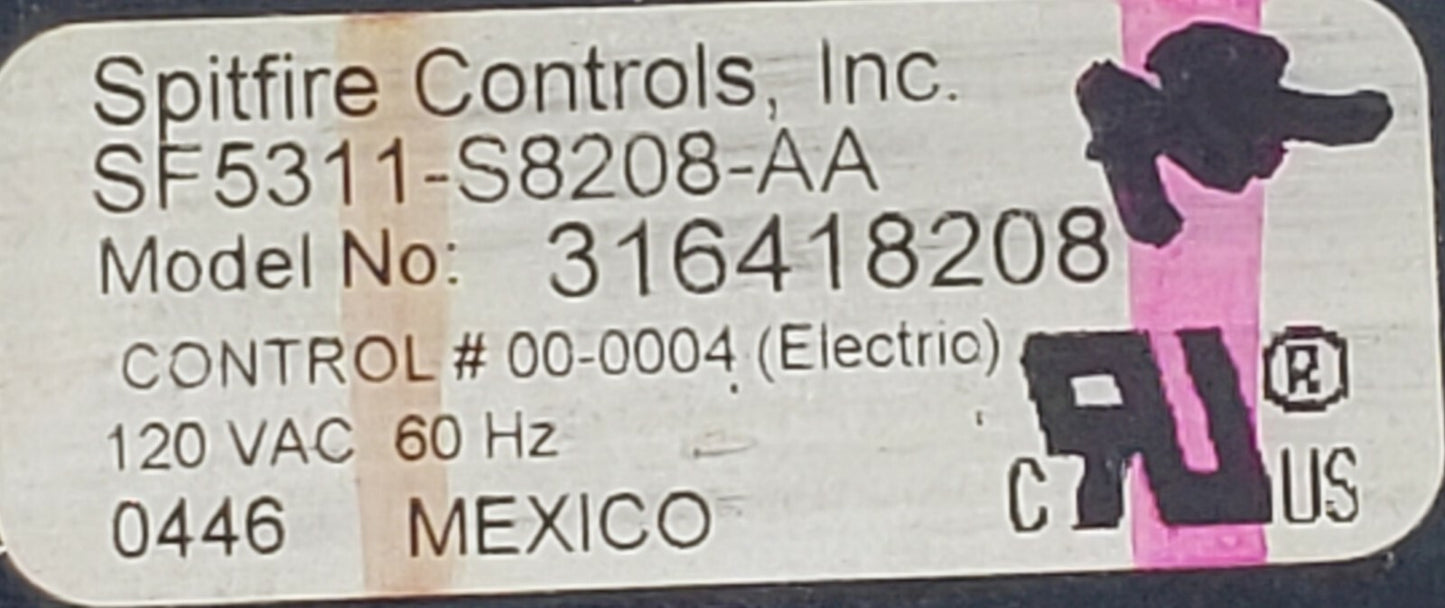 Spitfire Controls, Inc.
SF5311-S8208-AA
Model No: 316418208
CONTROL # 00-0004 (Electric)
120 VAC 60 Hz
0446 MEXICO
C RU ® US